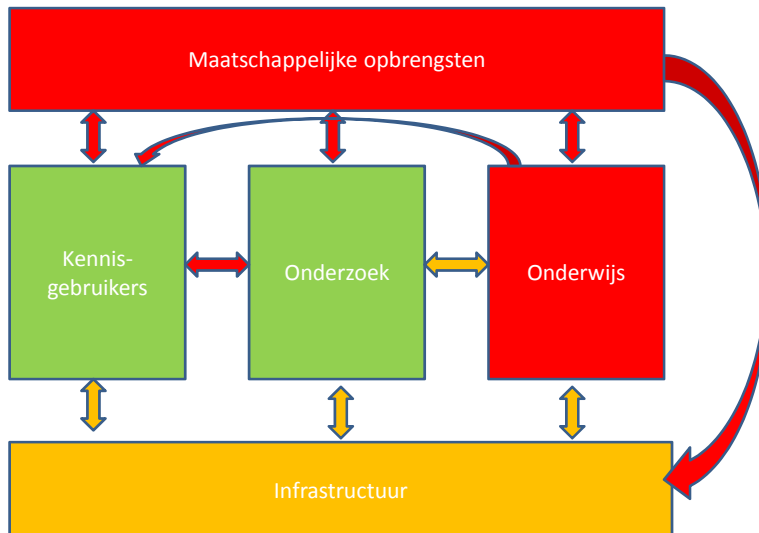 Maatschappelijke opbrengsten
Kennis-
gebruikers
Onderzoek
Onderwijs
Infrastructuur